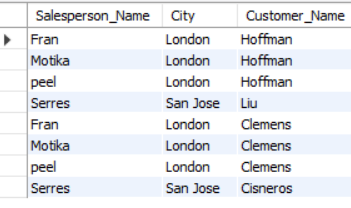 Salesperson_Name City Customer_Name
Fran London Hoffman
Motika London Hoffman
peel London Hoffman
Serres San Jose Liu
Fran London Clemens
Motika London Clemens
peel London Clemens
Serres San Jose Cisneros